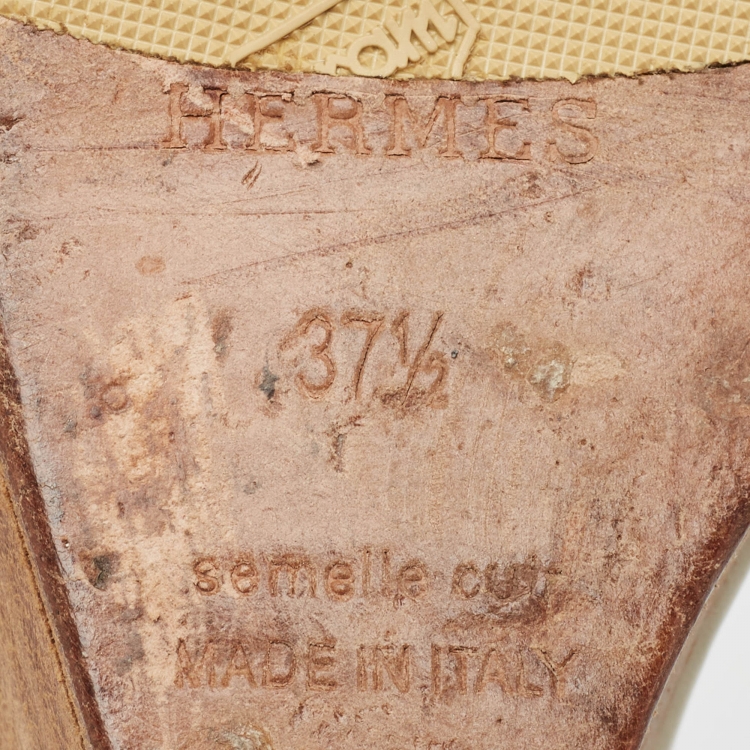 HERMES
37½
semelle cuir
MADE IN ITALY